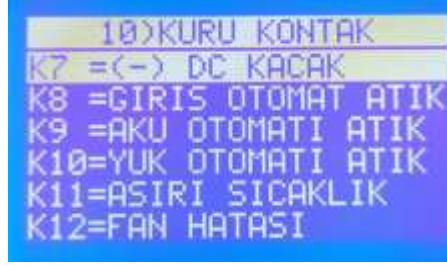 10)KURU KONTAK
K7 =(-) DC KACAK
K8 =GIRIS OTOMAT ATIK
K9 =AKU OTOMATI ATIK
K10=YUK OTOMATI ATIK
K11=ASIRI SICAKLIK
K12=FAN HATASI